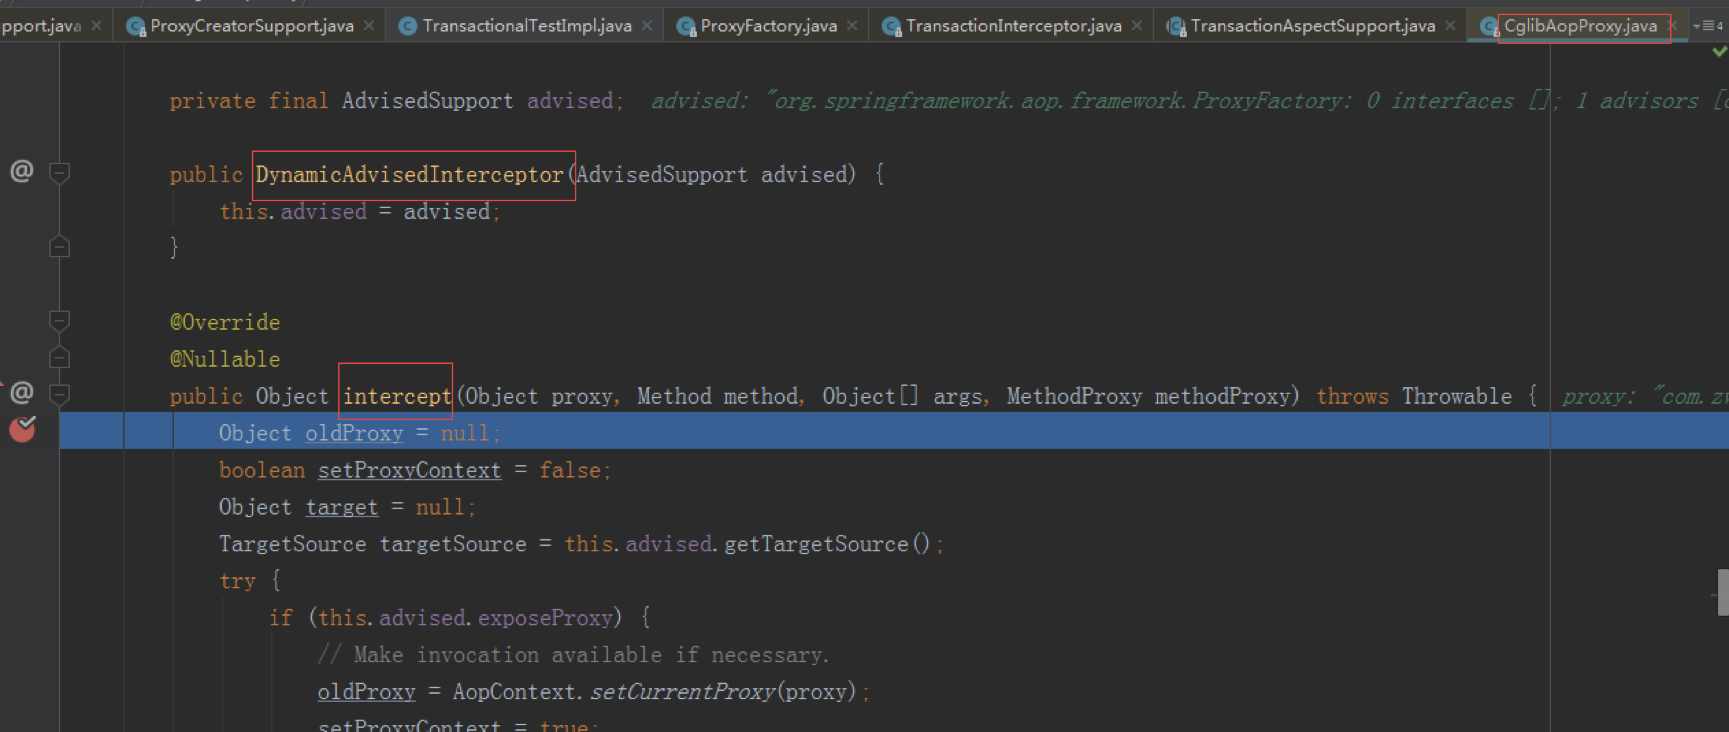 pport.java ProxyCreatorSupport.java TransactionalTestImpl.java ProxyFactory.java TransactionInterceptor.java TransactionAspectSupport.java CglibAopProxy.java 4
private final AdvisedSupport advised; advised: "org.springframework.aop.framework.ProxyFactory: 0 interfaces []; 1 advisors [
public DynamicAdvisedInterceptor(AdvisedSupport advised) {
this.advised = advised;
}
@Override
@Nullable
public Object intercept(Object proxy, Method method, Object[] args, MethodProxy methodProxy) throws Throwable { proxy: "com.zw
Object oldProxy = null;
boolean setProxyContext = false;
Object target = null;
TargetSource targetSource = this.advised.getTargetSource();
try {
if (this.advised.exposeProxy) {
// Make invocation available if necessary.
oldProxy = AopContext.setCurrentProxy(proxy);
setProxyContext = true;